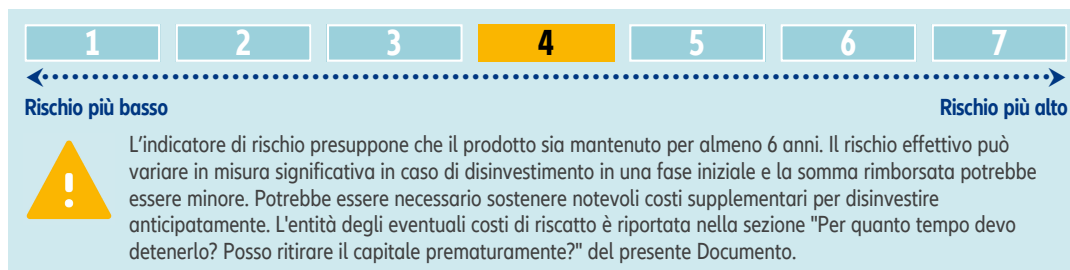 1 2 3 4 5 6 7
Rischio più basso Rischio più alto
L'indicatore di rischio presuppone che il prodotto sia mantenuto per almeno 6 anni. Il rischio effettivo può
variare in misura significativa in caso di disinvestimento in una fase iniziale e la somma rimborsata potrebbe
essere minore. Potrebbe essere necessario sostenere notevoli costi supplementari per disinvestire
anticipatamente. L'entità degli eventuali costi di riscatto è riportata nella sezione "Per quanto tempo devo
detenerlo? Posso ritirare il capitale prematuramente?" del presente Documento.